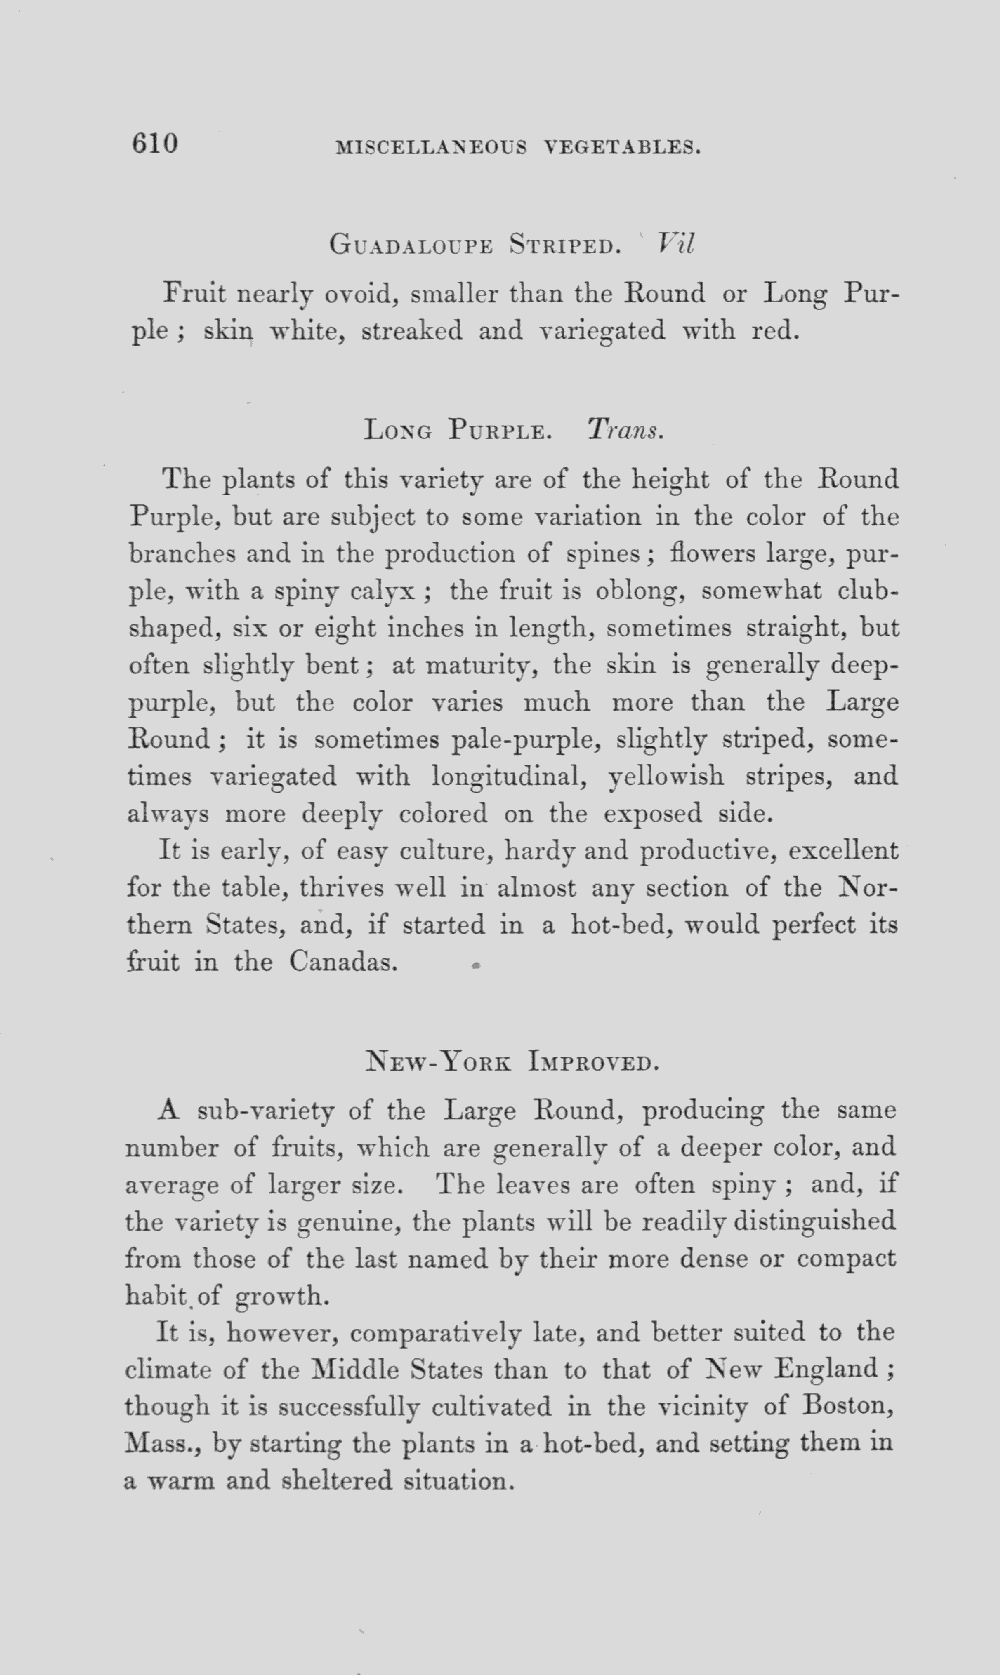 610 MISCELLANEOUS VEGETABLES.
GUADALOUPE STRIPED. Vil
Fruit nearly ovoid, smaller than the Round or Long Pur-
ple ; skin white, streaked and variegated with red.
LONG PURPLE. Trans.
The plants of this variety are of the height of the Round
Purple, but are subject to some variation in the color of the
branches and in the production of spines ; flowers large, pur-
ple, with a spiny calyx ; the fruit is oblong, somewhat club-
shaped, six or eight inches in length, sometimes straight, but
often slightly bent ; at maturity, the skin is generally deep-
purple, but the color varies much more than the Large
Round ; it is sometimes pale-purple, slightly striped, some-
times variegated with longitudinal, yellowish stripes, and
always more deeply colored on the exposed side.
It is early, of easy culture, hardy and productive, excellent
for the table, thrives well in almost any section of the Nor-
thern States, and, if started in a hot-bed, would perfect its
fruit in the Canadas.
NEW-YORK IMPROVED.
A sub-variety of the Large Round, producing the same
number of fruits, which are generally of a deeper color, and
average of larger size. The leaves are often spiny ; and, if
the variety is genuine, the plants will be readily distinguished
from those of the last named by their more dense or compact
habit of growth.
It is, however, comparatively late, and better suited to the
climate of the Middle States than to that of New England ;
though it is successfully cultivated in the vicinity of Boston,
Mass., by starting the plants in a hot-bed, and setting them in
a warm and sheltered situation.